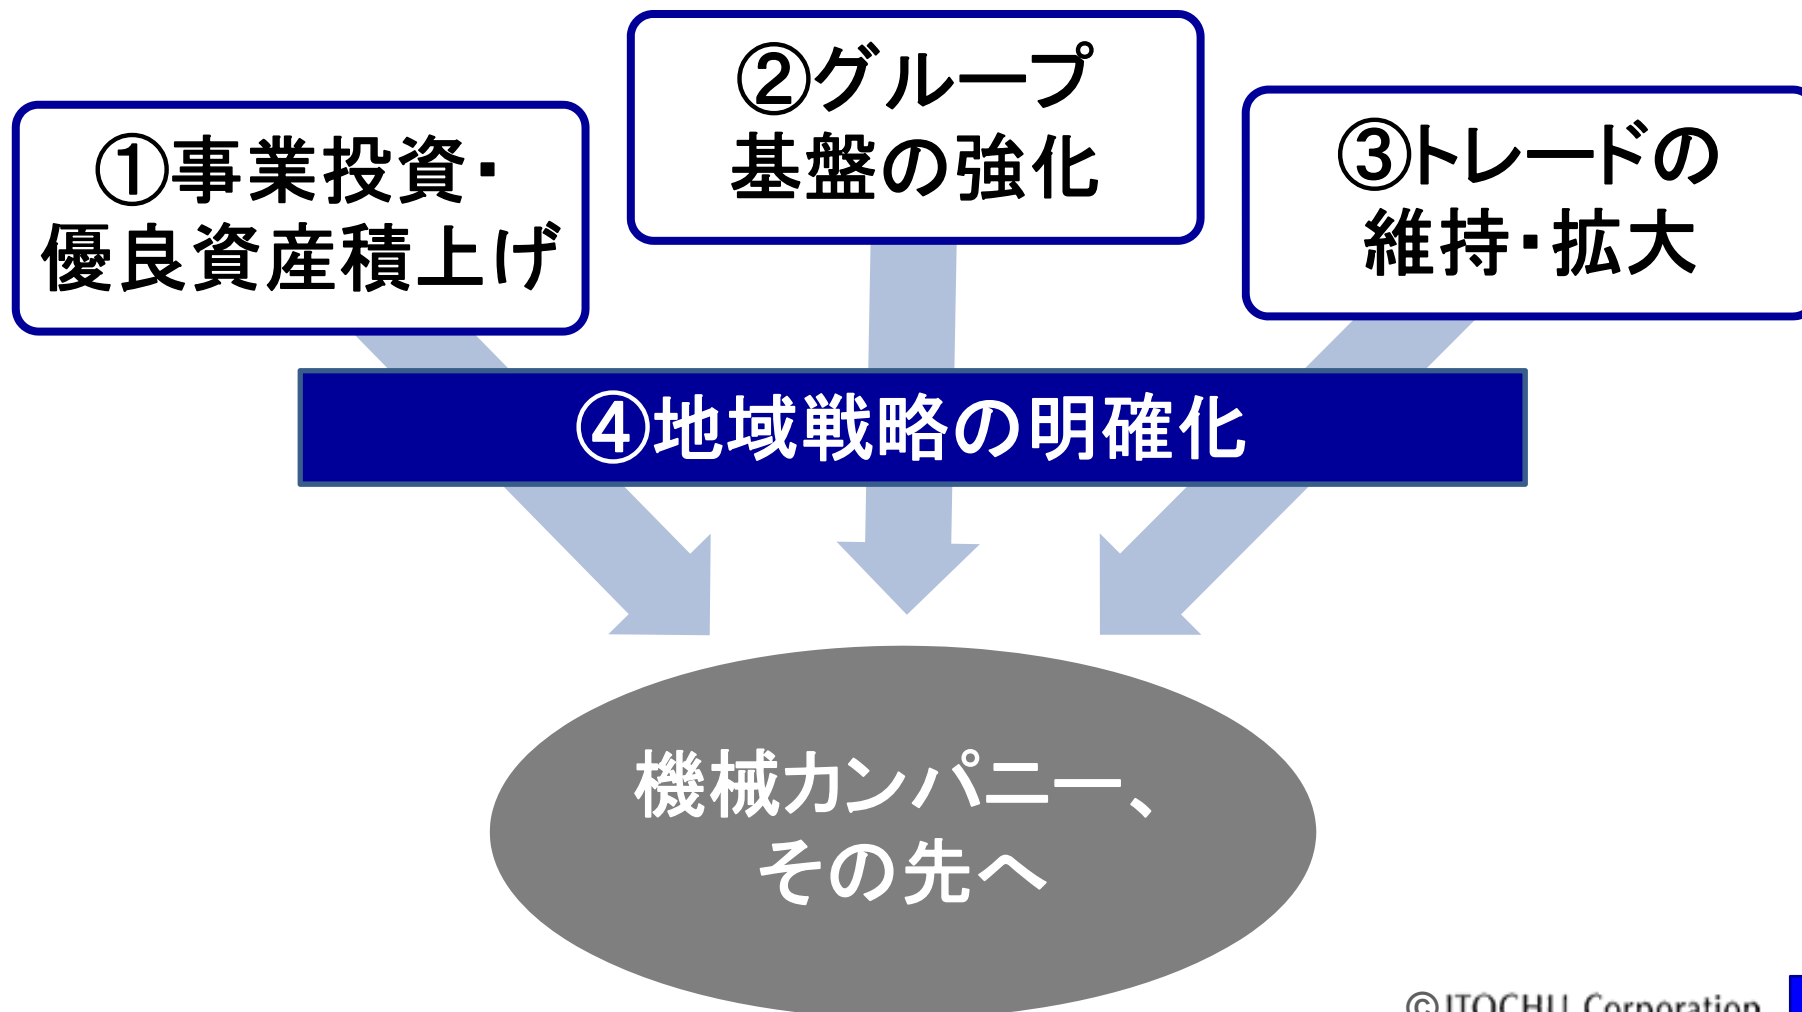 ①事業投資・
優良資産積上げ
②グループ
基盤の強化
③トレードの
維持・拡大
④地域戦略の明確化
機械カンパニー、
その先へ
© ITOCHU Corporation